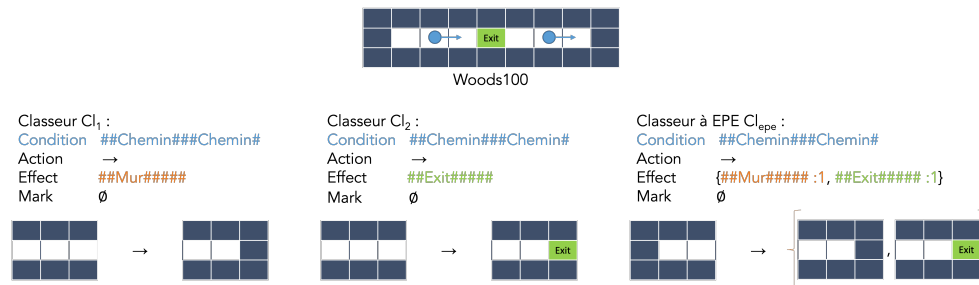 Exit
Woods100
Classeur Cl1 :
Condition ##Chemin###Chemin#
Action →
Effect ##Mur#####
Mark ∅
Classeur Cl2 :
Condition ##Chemin###Chemin#
Action →
Effect ##Exit#####
Mark ∅
Classeur à EPE Clepe :
Condition ##Chemin###Chemin#
Action →
Effect {##Mur##### :1, ##Exit##### :1}
Mark ∅
→
→ Exit
→ , Exit